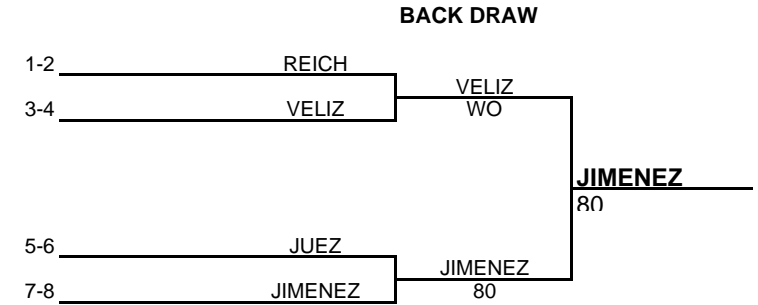 BACK DRAW
1-2 REICH
VELIZ
3-4 VELIZ WO
JIMENEZ
80
5-6 JUEZ
JIMENEZ
7-8 JIMENEZ 80